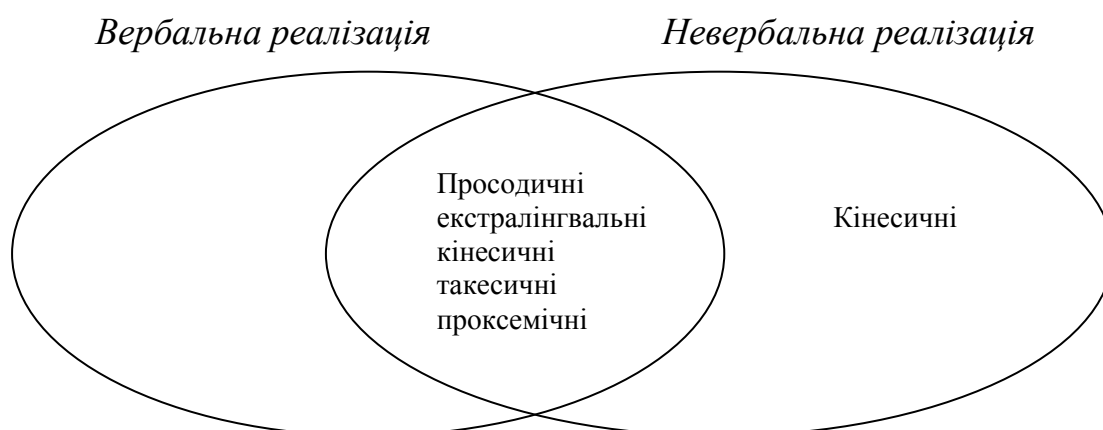 Вербальна реалізація
Невербальна реалізація
Просодичні
екстралінгвальні
кінесичні
такесичні
проксемічні
Кінесичні